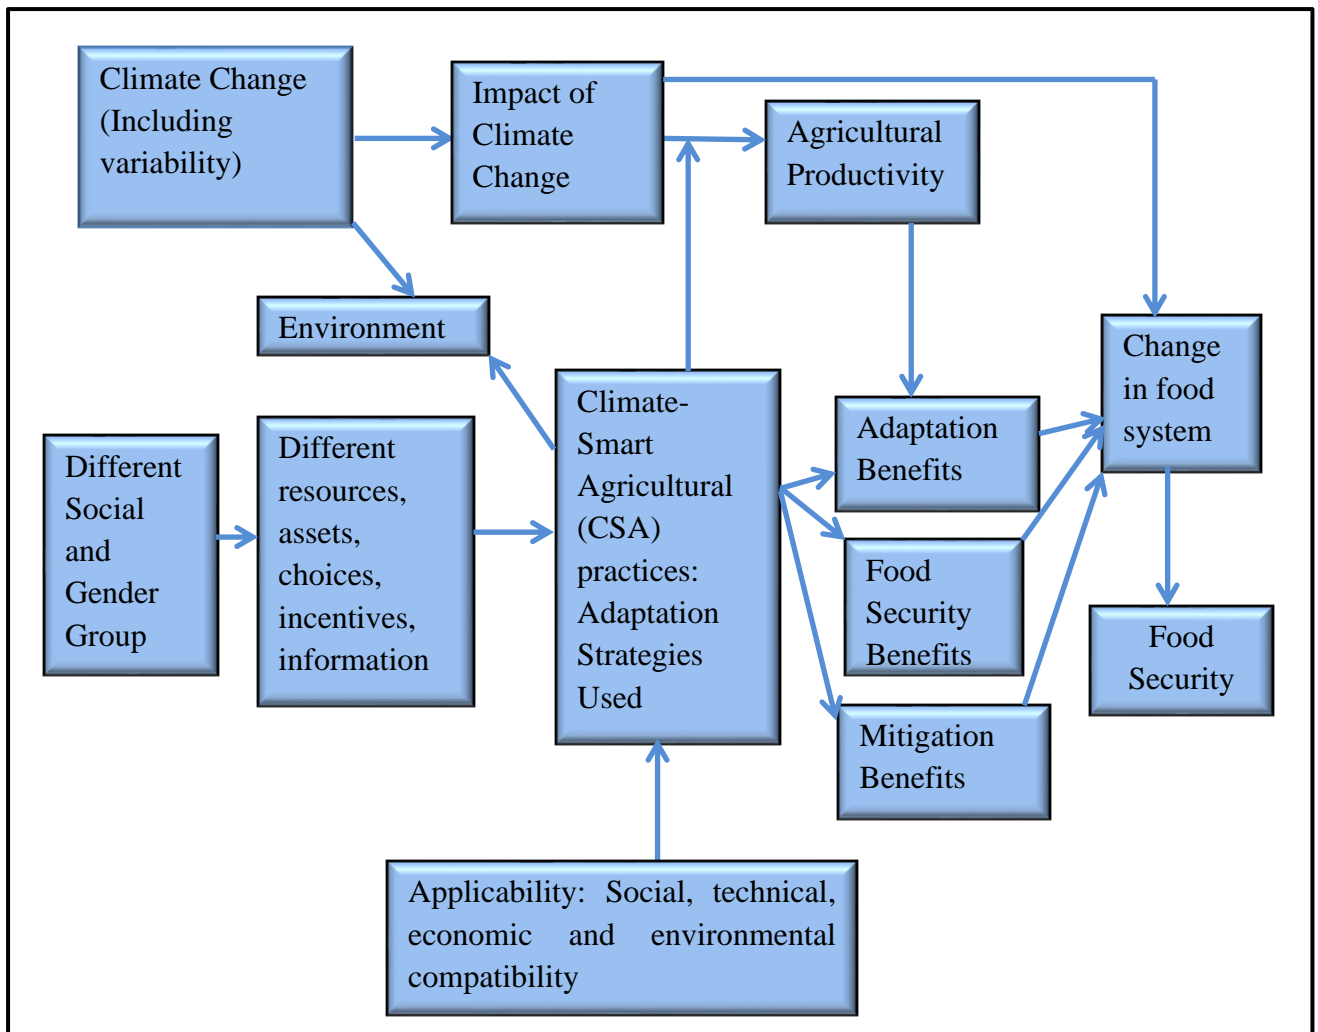 Climate Change
(Including
variability)
Impact of
Climate
Change
Agricultural
Productivity
Environment
Change
in food
system
Different
Social
and
Gender
Group
Different
resources,
assets,
choices,
incentives,
information
Climate-
Smart
Agricultural
(CSA)
practices:
Adaptation
Strategies
Used
Adaptation
Benefits
Food
Security
Benefits
Mitigation
Benefits
Food
Security
Applicability: Social, technical,
economic and environmental
compatibility